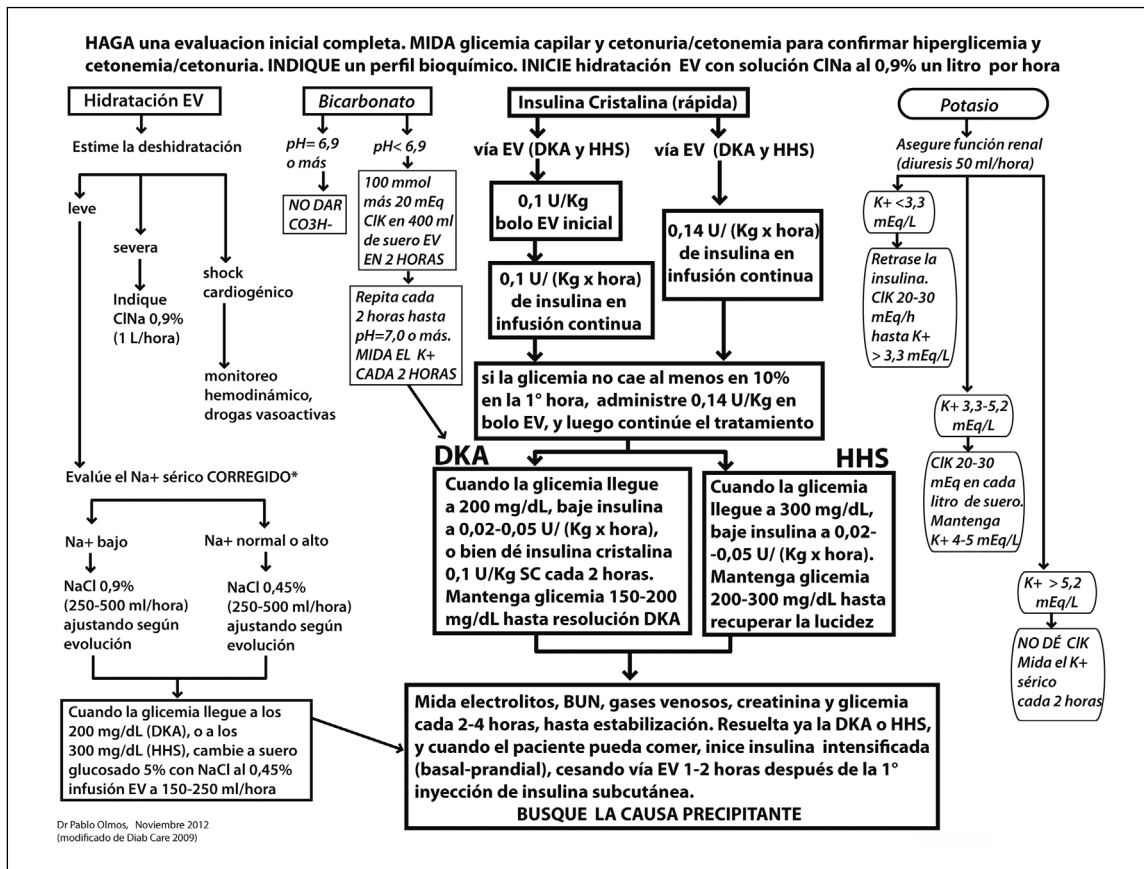 HAGA una evaluacion inicial completa. MIDA glicemia capilar y cetonuria/cetonemia para confirmar hiperglicemia y
cetonemia/cetonuria. INDIQUE un perfil bioquímico. INICIE hidratación EV con solución ClNa al 0,9% un litro por hora
Hidratación EV
Estime la deshidratación
leve
severa
Indique
ClNa 0,9%
(1 L/hora)
shock
cardiogénico
monitoreo
hemodinámico,
drogas vasoactivas
Evalúe el Na+ sérico CORREGIDO*
Na+ bajo
NaCl 0,9%
(250-500 ml/hora)
ajustando según
evolución
Na+ normal o alto
NaCl 0,45%
(250-500 ml/hora)
ajustando según
evolución
Cuando la glicemia llegue a los
200 mg/dL (DKA), o a los
300 mg/dL (HHS), cambie a suero
glucosado 5% con NaCl al 0,45%
infusión EV a 150-250 ml/hora
Bicarbonato
pH= 6,9
o más
NO DAR
CO3H-
pH< 6,9
100 mmol
más 20 mEq
ClK en 400 ml
de suero EV
EN 2 HORAS
Repita cada
2 horas hasta
pH=7,0 o más.
MIDA EL K+
CADA 2 HORAS
Insulina Cristalina (rápida)
vía EV (DKA y HHS)
0,1 U/Kg
bolo EV inicial
0,1 U/ (Kg x hora)
de insulina en
infusión continua
vía EV (DKA y HHS)
0,14 U/ (Kg x hora)
de insulina en
infusión continua
si la glicemia no cae al menos en 10%
en la 1° hora, administre 0,14 U/Kg en
bolo EV, y luego continúe el tratamiento
DKA
Cuando la glicemia llegue
a 200 mg/dL, baje insulina
a 0,02-0,05 U/ (Kg x hora),
o bien dé insulina cristalina
0,1 U/Kg SC cada 2 horas.
Mantenga glicemia 150-200
mg/dL hasta resolución DKA
HHS
Cuando la glicemia
llegue a 300 mg/dL,
baje insulina a 0,02-
-0,05 U/ (Kg x hora).
Mantenga glicemia
200-300 mg/dL hasta
recuperar la lucidez
Mida electrolitos, BUN, gases venosos, creatinina y glicemia
cada 2-4 horas, hasta estabilización. Resuelta ya la DKA o HHS,
y cuando el paciente pueda comer, inice insulina intensificada
(basal-prandial), cesando vía EV 1-2 horas después de la 1°
inyección de insulina subcutánea.
BUSQUE LA CAUSA PRECIPITANTE
Potasio
Asegure función renal
(diuresis 50 ml/hora)
K+ <3,3
mEq/L
Retrase la
insulina.
ClK 20-30
mEq/h
hasta K+
> 3,3 mEq/L
K+ 3,3-5,2
mEq/L
ClK 20-30
mEq en cada
litro de suero.
Mantenga
K+ 4-5 mEq/L
K+ > 5,2
mEq/L
NO DÉ ClK
Mida el K+
sérico
cada 2 horas
Dr Pablo Olmos, Noviembre 2012
(modificado de Diab Care 2009)